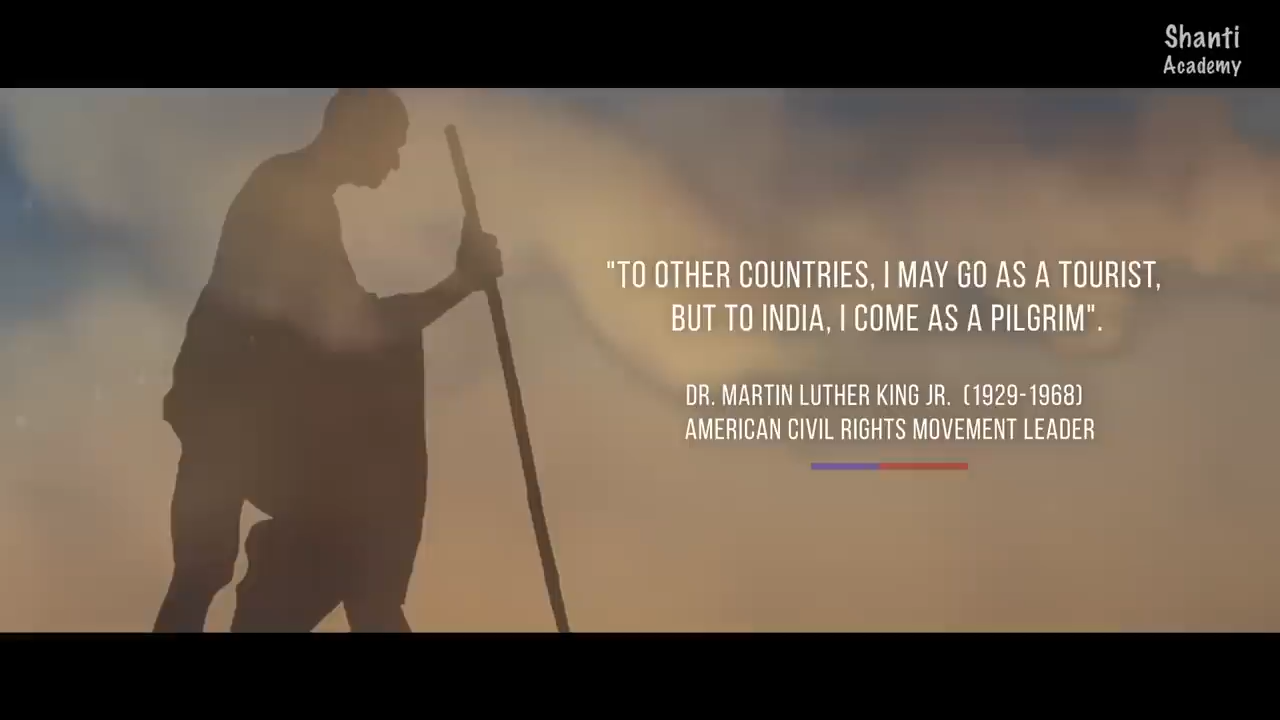 Shanti
Academy
"TO OTHER COUNTRIES, I MAY GO AS A TOURIST,
BUT TO INDIA, I COME AS A PILGRIM".
DR. MARTIN LUTHER KING JR. (1929-1968)
AMERICAN CIVIL RIGHTS MOVEMENT LEADER